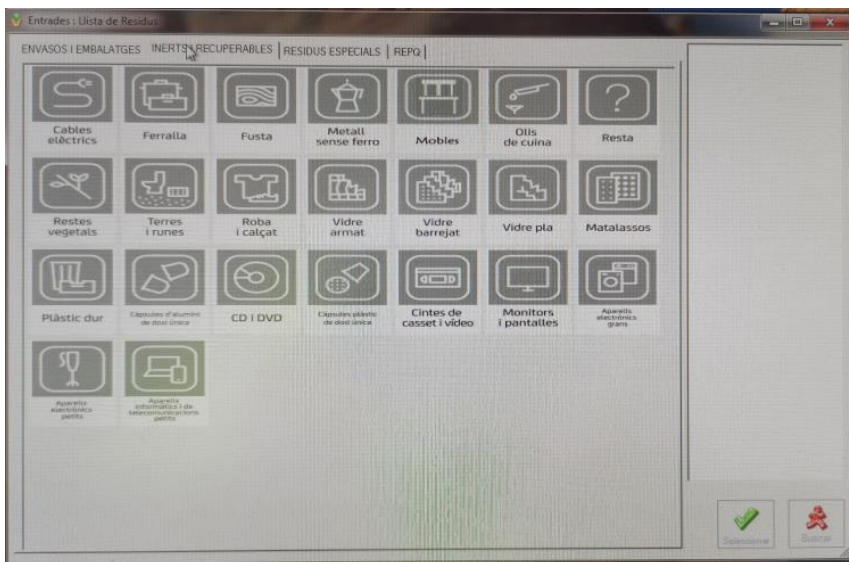 Entrades : Llista de Residus
ENVASOS I EMBALATGES
INERTS I RECUPERABLES
RESIDUS ESPECIALS
REPQ
Cables
elèctrics
Ferralla
Fusta
Metall
sense ferro
Mobles
Olis
de cuina
Resta
Restes
vegetals
Terres
i runes
Roba
i calçat
Vidre
armat
Vidre
barrejat
Vidre pla
Matalassos
Plàstic dur
Càpsules d'alumini
de dosi única
CD I DVD
Càpsules plàstic
de dosi única
Cintes de
casset i vídeo
Monitors
i pantalles
Aparells
electrònics
grans
Aparells
electrònics
petits
Aparells
informàtics i de
telecomunicacions
petits
Seleccionar
Buscar